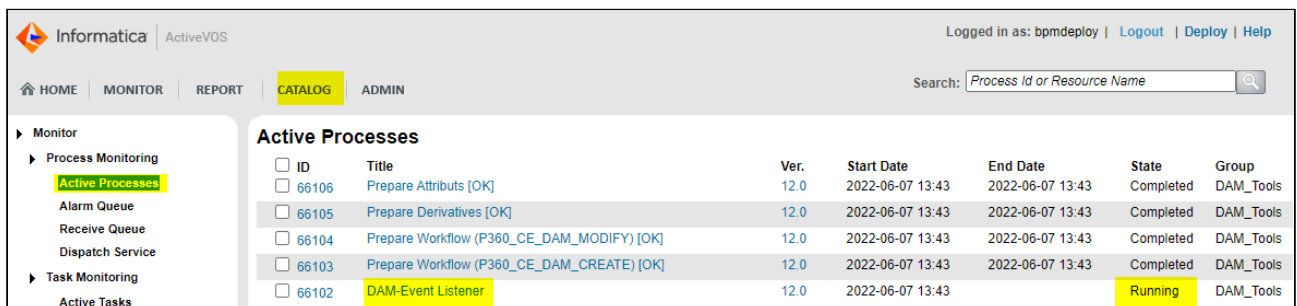 Informatica | ActiveVOS
Logged in as: bpmdeploy | Logout | Deploy | Help
HOME MONITOR REPORT CATALOG ADMIN
Search: Process Id or Resource Name
Monitor
Process Monitoring
Active Processes
Alarm Queue
Receive Queue
Dispatch Service
Task Monitoring
Active Tasks
Active Processes
ID Title Ver. Start Date End Date State Group
66106 Prepare Attributs [OK] 12.0 2022-06-07 13:43 2022-06-07 13:43 Completed DAM_Tools
66105 Prepare Derivatives [OK] 12.0 2022-06-07 13:43 2022-06-07 13:43 Completed DAM_Tools
66104 Prepare Workflow (P360_CE_DAM_MODIFY) [OK] 12.0 2022-06-07 13:43 2022-06-07 13:43 Completed DAM_Tools
66103 Prepare Workflow (P360_CE_DAM_CREATE) [OK] 12.0 2022-06-07 13:43 2022-06-07 13:43 Completed DAM_Tools
66102 DAM-Event Listener 12.0 2022-06-07 13:43 Running DAM_Tools